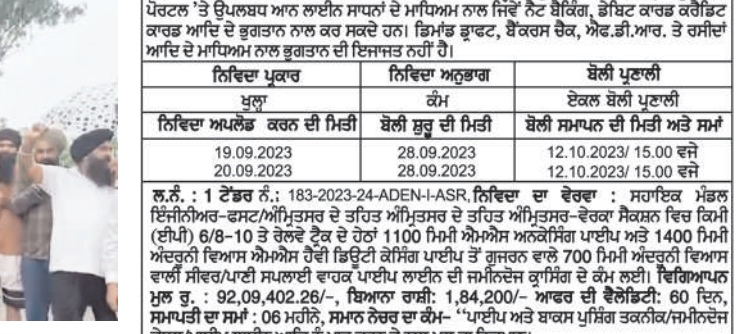 ਪੋਰਟਲ 'ਤੇ ਉਪਲਬਧ ਆਨ ਲਾਈਨ ਸਾਧਨਾਂ ਦੇ ਮਾਧਿਅਮ ਨਾਲ ਜਿਵੇਂ ਨੈਟ ਬੈਕਿੰਗ, ਡੇਬਿਟ ਕਾਰਡ ਕਰੈਡਿਟ
ਕਾਰਡ ਆਦਿ ਦੇ ਭੁਗਤਾਨ ਨਾਲ ਕਰ ਸਕਦੇ ਹਨ। ਡਿਮਾਂਡ ਡ੍ਰਾਫਟ, ਬੈਂਕਰਸ ਚੈਕ, ਐਫ.ਡੀ.ਆਰ. ਤੇ ਰਸੀਦਾਂ
ਆਦਿ ਦੇ ਮਾਧਿਅਮ ਨਾਲ ਭੁਗਤਾਨ ਦੀ ਇਜਾਜਤ ਨਹੀਂ ਹੈ।
ਨਿਵਿਦਾ ਪ੍ਰਕਾਰ ਨਿਵਿਦਾ ਅਨੁਭਾਗ ਬੋਲੀ ਪ੍ਰਣਾਲੀ
ਖੁਲ੍ਹਾ ਕੰਮ ਏਕਲ ਬੋਲੀ ਪ੍ਰਣਾਲੀ
ਨਿਵਿਦਾ ਅਪਲੋਡ ਕਰਨ ਦੀ ਮਿਤੀ ਬੋਲੀ ਸ਼ੁਰੂ ਦੀ ਮਿਤੀ ਬੋਲੀ ਸਮਾਪਨ ਦੀ ਮਿਤੀ ਅਤੇ ਸਮਾਂ
19.09.2023 28.09.2023 12.10.2023/ 15.00 ਵਜੇ
20.09.2023 28.09.2023 12.10.2023/ 15.00 ਵਜੇ
ਲ.ਨੰ. : 1 ਟੈਂਡਰ ਨੰ.: 183-2023-24-ADEN-I-ASR, ਨਿਵਿਦਾ ਦਾ ਵੇਰਵਾ : ਸਹਾਇਕ ਮੰਡਲ
ਇੰਜੀਨੀਅਰ-ਫਸਟ/ਅੰਮ੍ਰਿਤਸਰ ਦੇ ਤਹਿਤ ਅੰਮ੍ਰਿਤਸਰ ਦੇ ਤਹਿਤ ਅੰਮ੍ਰਿਤਸਰ-ਵੇਰਕਾ ਸੈਕਸ਼ਨ ਵਿਚ ਕਿਮੀ
(ਈਪੀ) 6/8-10 ਤੇ ਰੇਲਵੇ ਟ੍ਰੈਕ ਦੇ ਹੇਠਾਂ 1100 ਮਿਮੀ ਐਮਐਸ ਅਨਕੇਸਿੰਗ ਪਾਈਪ ਅਤੇ 1400 ਮਿਮੀ
ਅੰਦਰੂਨੀ ਵਿਆਸ ਐਮਐਸ ਹੈਵੀ ਡਿਊਟੀ ਕੇਸਿੰਗ ਪਾਈਪ ਤੋਂ ਗੁਜਰਨ ਵਾਲੇ 700 ਮਿਮੀ ਅੰਦਰੂਨੀ ਵਿਆਸ
ਵਾਲੀ ਸੀਵਰ/ਪਾਣੀ ਸਪਲਾਈ ਵਾਹਕ ਪਾਈਪ ਲਾਈਨ ਦੀ ਜਮੀਨਦੋਜ ਕ੍ਰਾਸਿੰਗ ਦੇ ਕੰਮ ਲਈ। ਵਿਗਿਆਪਨ
ਮੁਲ ਰੁ. : 92,09,402.26/-, ਬਿਆਨਾ ਰਾਸ਼ੀ: 1,84,200/- ਆਫਰ ਦੀ ਵੈਲੇਡਿਟੀ: 60 ਦਿਨ,
ਸਮਾਪਤੀ ਦਾ ਸਮਾਂ : 06 ਮਹੀਨੇ, ਸਮਾਨ ਨੇਚਰ ਦਾ ਕੰਮ- "ਪਾਈਪ ਅਤੇ ਬਾਕਸ ਪੁਸ਼ਿੰਗ ਤਕਨੀਕ/ਜਮੀਨਦੋਜ